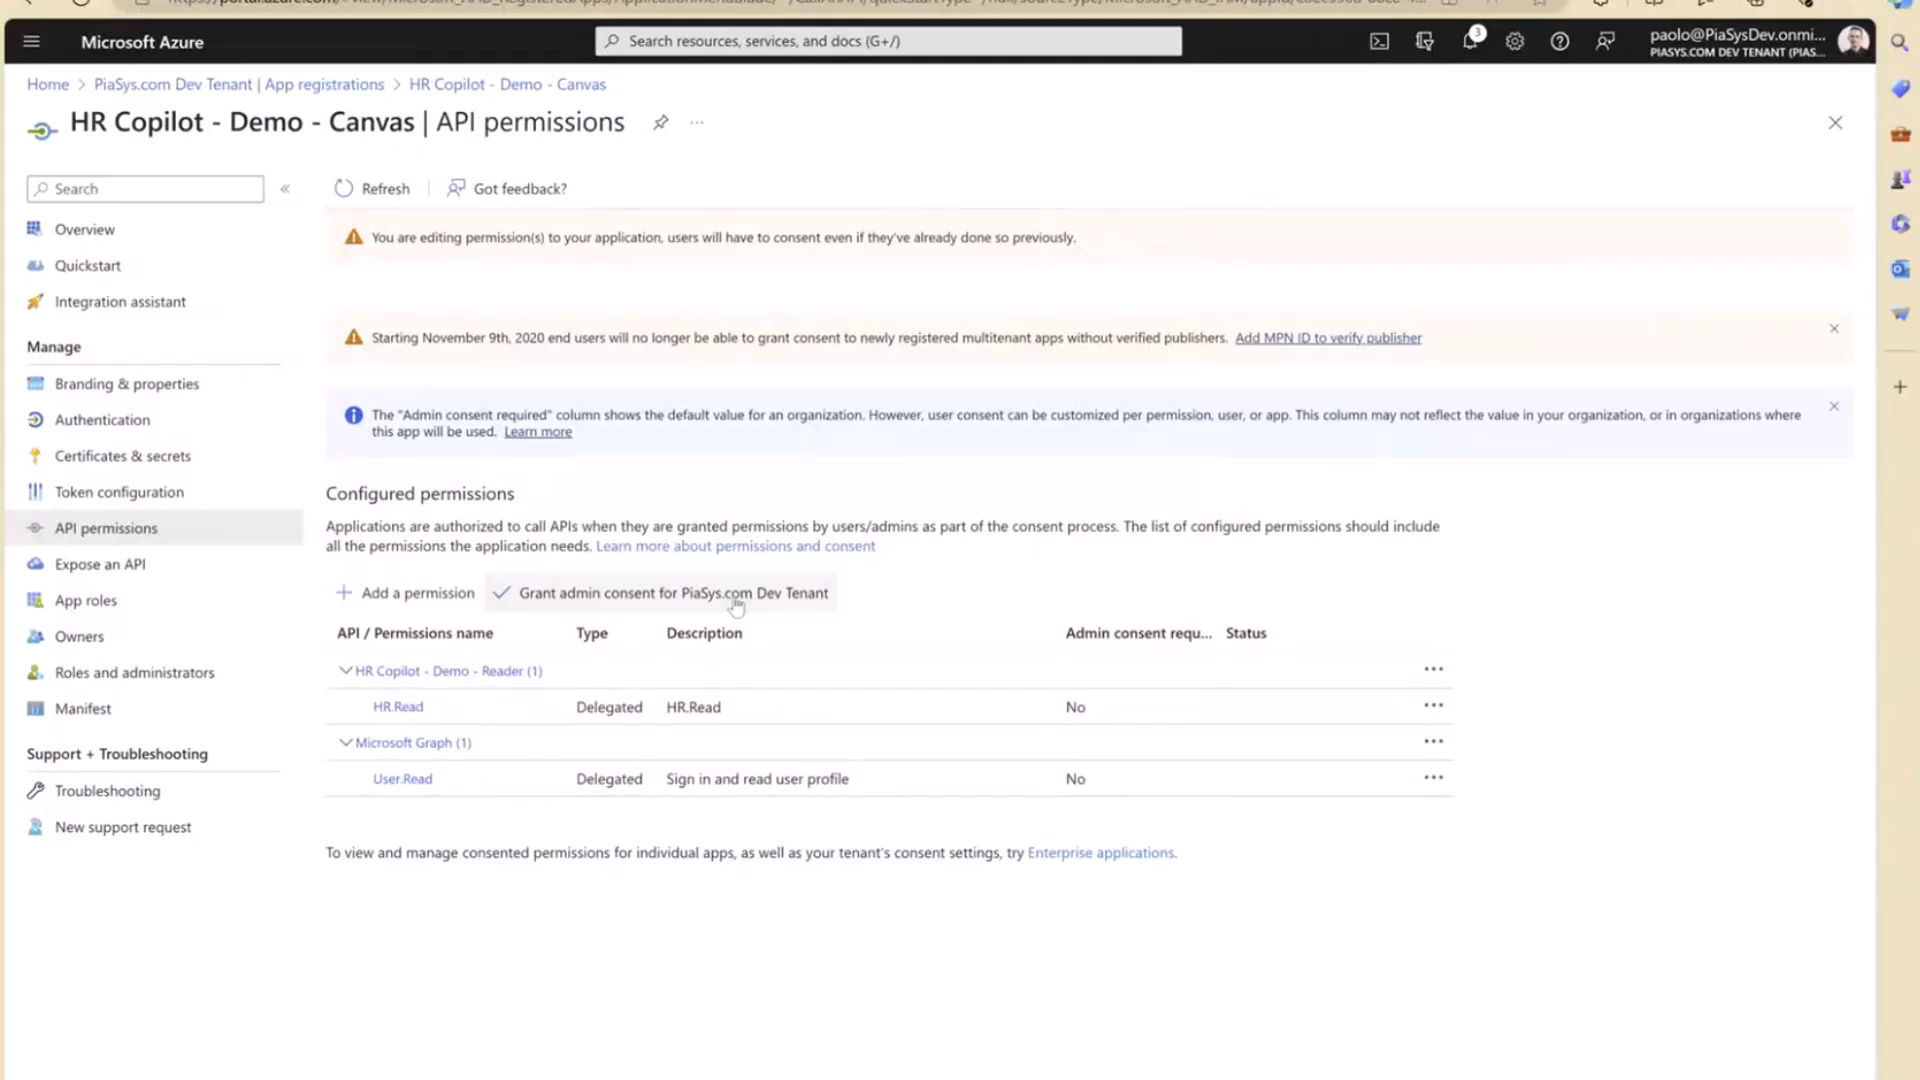 Microsoft Azure
Search resources, services, and docs (G+/)
3
paolo@PiaSysDev.onmi...
PIASYS.COM DEV TENANT (PIAS...
Home > PiaSys.com Dev Tenant | App registrations > HR Copilot - Demo - Canvas
HR Copilot - Demo - Canvas | API permissions
Search
Refresh
Got feedback?
Overview
Quickstart
Integration assistant
Manage
Branding & properties
Authentication
Certificates & secrets
Token configuration
API permissions
Expose an API
App roles
Owners
Roles and administrators
Manifest
Support + Troubleshooting
Troubleshooting
New support request
You are editing permission(s) to your application, users will have to consent even if they've already done so previously.
Starting November 9th, 2020 end users will no longer be able to grant consent to newly registered multitenant apps without verified publishers. Add MPN ID to verify publisher
The "Admin consent required" column shows the default value for an organization. However, user consent can be customized per permission, user, or app. This column may not reflect the value in your organization, or in organizations where
this app will be used. Learn more
Configured permissions
Applications are authorized to call APIs when they are granted permissions by users/admins as part of the consent process. The list of configured permissions should include
all the permissions the application needs. Learn more about permissions and consent
Add a permission
Grant admin consent for PiaSys.com Dev Tenant
API / Permissions name Type Description Admin consent requ... Status
HR Copilot - Demo - Reader (1)
HR.Read Delegated HR.Read No
Microsoft Graph (1)
User.Read Delegated Sign in and read user profile No
To view and manage consented permissions for individual apps, as well as your tenant's consent settings, try Enterprise applications.